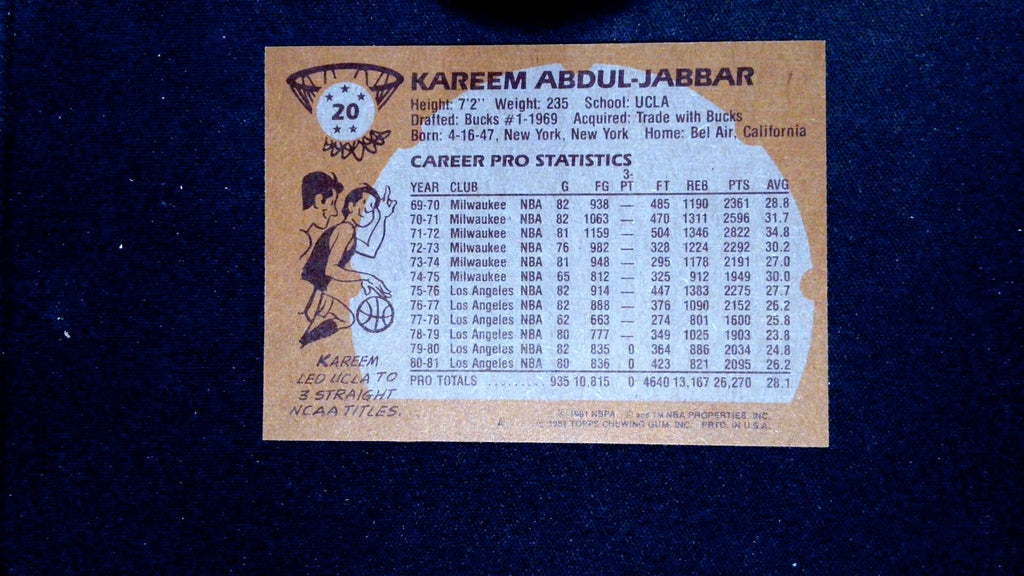 20
KAREEM ABDUL-JABBAR
Height: 7'2" Weight: 235 School: UCLA
Drafted: Bucks #1-1969 Acquired: Trade with Bucks
Born: 4-16-47, New York, New York Home: Bel Air, California
CAREER PRO STATISTICS
YEAR CLUB G FG 3-PT FT REB PTS AVG
69-70 Milwaukee NBA 82 938 — 485 1190 2361 28.8
70-71 Milwaukee NBA 82 1063 — 470 1311 2596 31.7
71-72 Milwaukee NBA 81 1159 — 504 1346 2822 34.8
72-73 Milwaukee NBA 76 982 — 328 1224 2292 30.2
73-74 Milwaukee NBA 81 948 — 295 1178 2191 27.0
74-75 Milwaukee NBA 65 812 — 325 912 1949 30.0
75-76 Los Angeles NBA 82 914 — 447 1383 2275 27.7
76-77 Los Angeles NBA 82 888 — 376 1090 2152 26.2
77-78 Los Angeles NBA 62 663 — 274 801 1600 25.8
78-79 Los Angeles NBA 80 777 — 349 1025 1903 23.8
79-80 Los Angeles NBA 82 835 0 364 886 2034 24.8
80-81 Los Angeles NBA 80 836 0 423 821 2095 26.2
PRO TOTALS .......... 935 10,815 0 4640 13,167 26,270 28.1
KAREEM
LED UCLA TO
3 STRAIGHT
NCAA TITLES.
© 1981 NBPA © and TM NBA PROPERTIES, INC.
A © 1981 TOPPS CHEWING GUM, INC. PRTD. IN U.S.A.